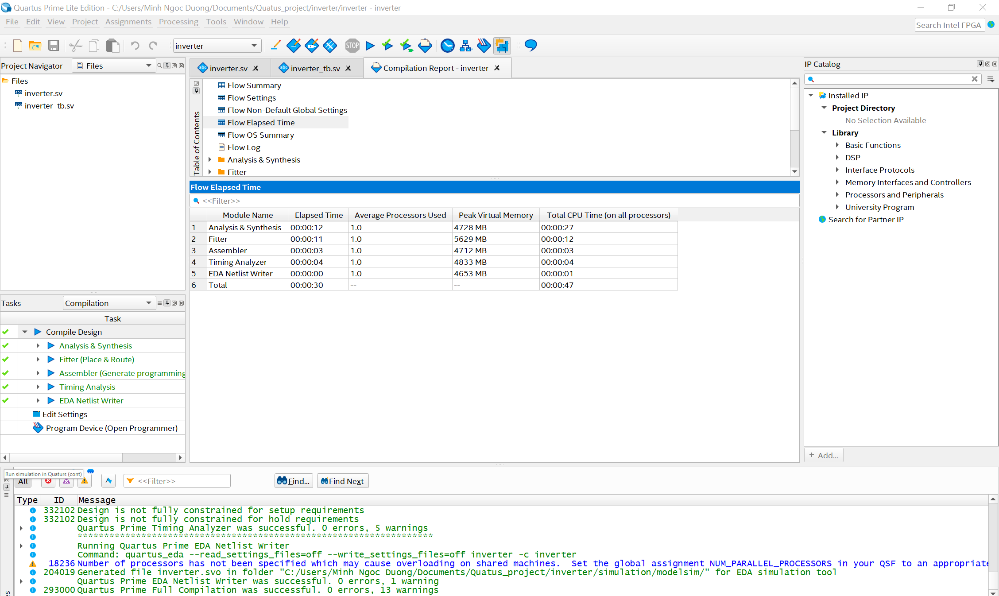 Quartus Prime Lite Edition - C:/Users/Minh Ngoc Duong/Documents/Quatus_project/inverter/inverter - inverter
File Edit View Project Assignments Processing Tools Window Help
Search Intel FPGA
inverter
STOP
Project Navigator
Files
Files
inverter.sv
inverter_tb.sv
Tasks
Compilation
Task
Compile Design
Analysis & Synthesis
Fitter (Place & Route)
Assembler (Generate programming
Timing Analysis
EDA Netlist Writer
Edit Settings
Program Device (Open Programmer)
inverter.sv
inverter_tb.sv
Compilation Report - inverter
Table of Contents
Flow Summary
Flow Settings
Flow Non-Default Global Settings
Flow Elapsed Time
Flow OS Summary
Flow Log
Analysis & Synthesis
Fitter
Flow Elapsed Time
<<Filter>>
Module Name Elapsed Time Average Processors Used Peak Virtual Memory Total CPU Time (on all processors)
1 Analysis & Synthesis 00:00:12 1.0 4728 MB 00:00:27
2 Fitter 00:00:11 1.0 5629 MB 00:00:12
3 Assembler 00:00:03 1.0 4712 MB 00:00:03
4 Timing Analyzer 00:00:04 1.0 4833 MB 00:00:04
5 EDA Netlist Writer 00:00:00 1.0 4653 MB 00:00:01
6 Total 00:00:30 -- -- 00:00:47
IP Catalog
Installed IP
Project Directory
No Selection Available
Library
Basic Functions
DSP
Interface Protocols
Memory Interfaces and Controllers
Processors and Peripherals
University Program
Search for Partner IP
+ Add...
Run simulation in Quaturs (cont)
All
<<Filter>>
Find...
Find Next
Type ID Message
332102 Design is not fully constrained for setup requirements
332102 Design is not fully constrained for hold requirements
Quartus Prime Timing Analyzer was successful. 0 errors, 5 warnings
*******************************************************************
Running Quartus Prime EDA Netlist Writer
Command: quartus_eda --read_settings_files=off --write_settings_files=off inverter -c inverter
18236 Number of processors has not been specified which may cause overloading on shared machines.  Set the global assignment NUM_PARALLEL_PROCESSORS in your QSF to an appropriate
204019 Generated file inverter.svo in folder "C:/Users/Minh Ngoc Duong/Documents/Quatus_project/inverter/simulation/modelsim/" for EDA simulation tool
Quartus Prime EDA Netlist Writer was successful. 0 errors, 1 warning
293000 Quartus Prime Full Compilation was successful. 0 errors, 13 warnings